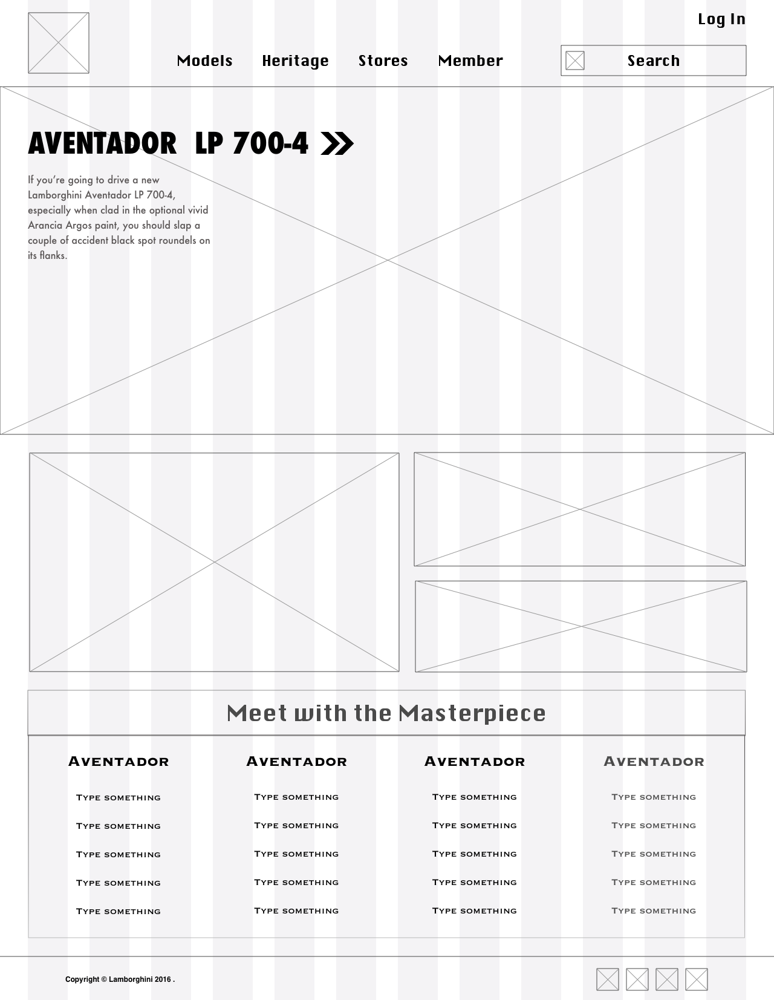 Log In
Models Heritage Stores Member Search
AVENTADOR LP 700-4
If you’re going to drive a new
Lamborghini Aventador LP 700-4,
especially when clad in the optional vivid
Arancia Argos paint, you should slap a
couple of accident black spot roundels on
its flanks.
Meet with the Masterpiece
Aventador Aventador Aventador Aventador
Type something Type something Type something Type something
Type something Type something Type something Type something
Type something Type something Type something Type something
Type something Type something Type something Type something
Type something Type something Type something Type something
Copyright © Lamborghini 2016 .